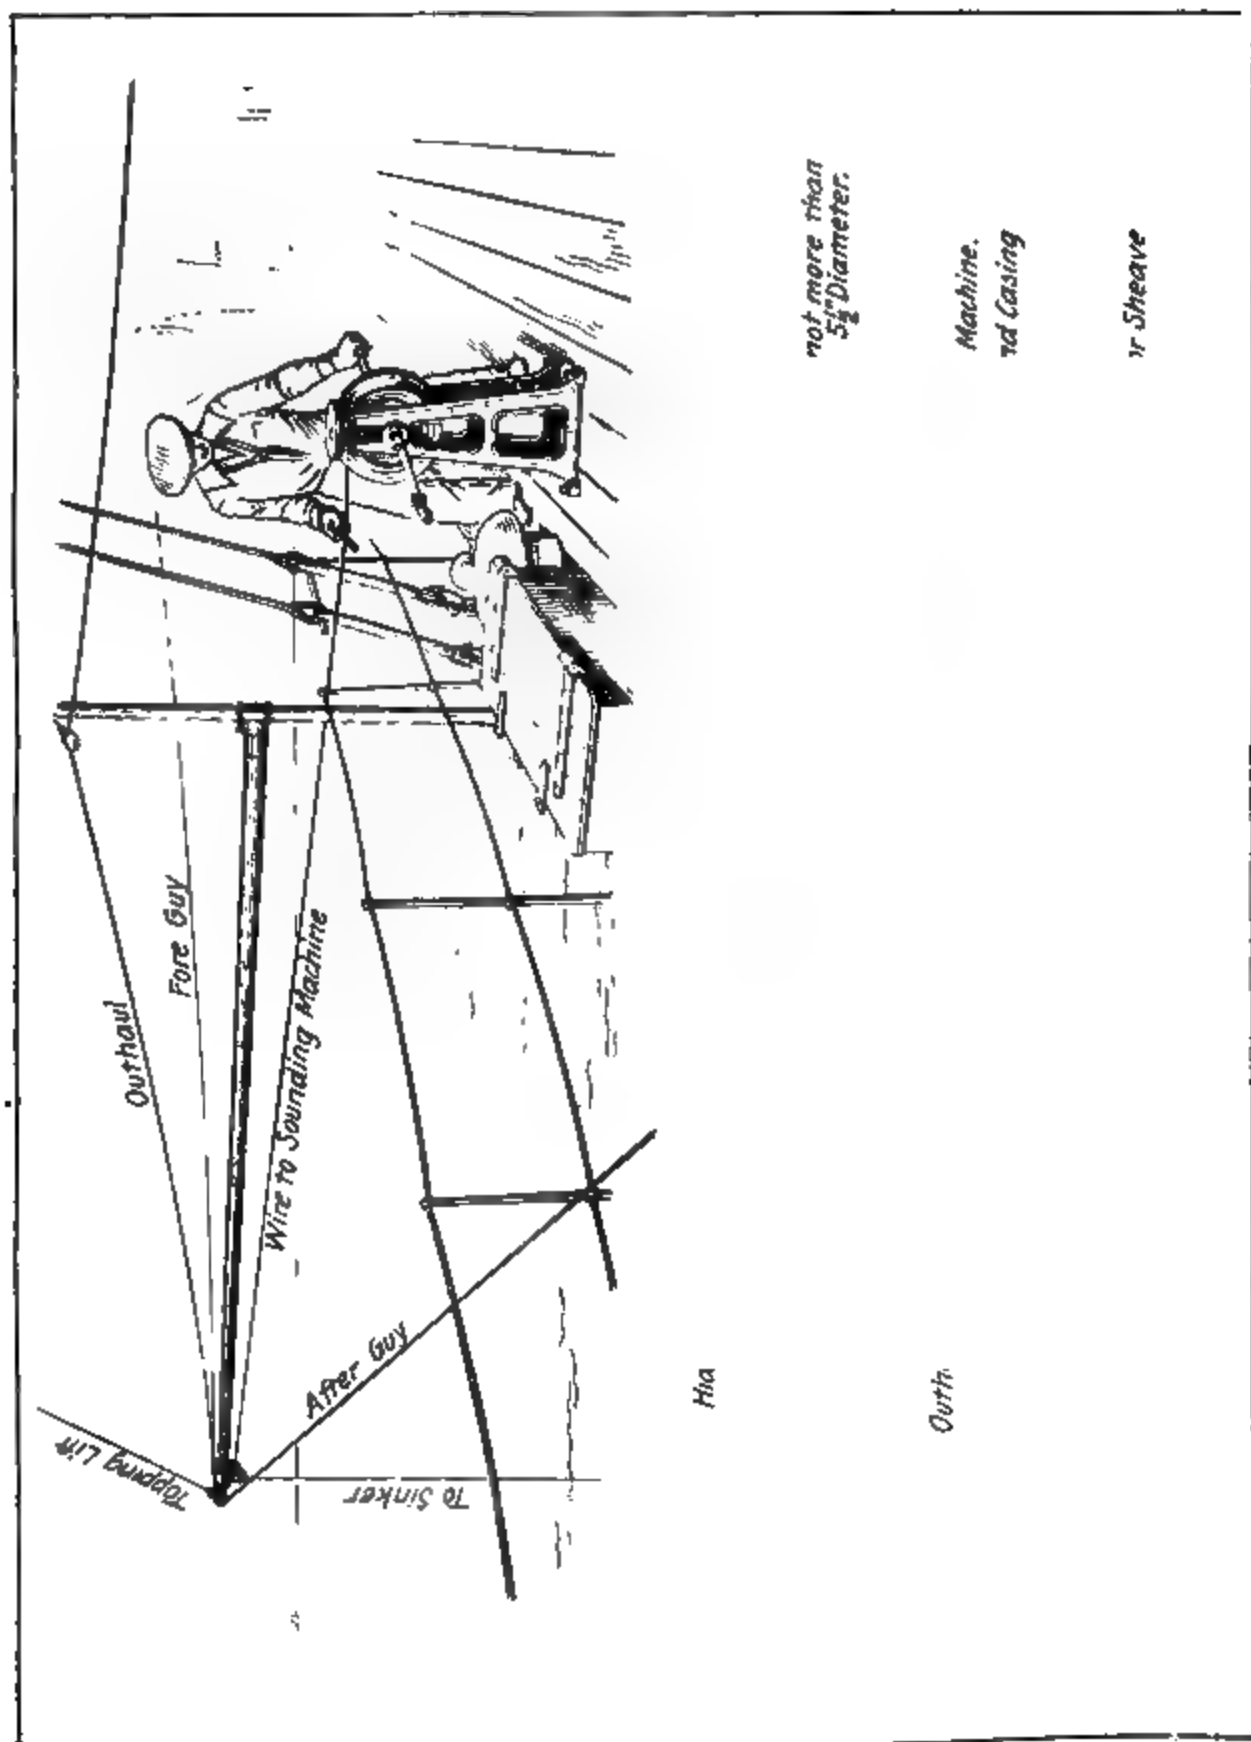 Topping Lift
Outhaul
Fore Guy
Wire to Sounding Machine
After Guy
To Sinker
not more than
5½" Diameter.
Machine.
nd Casing
r Sheave
Hia
Outh